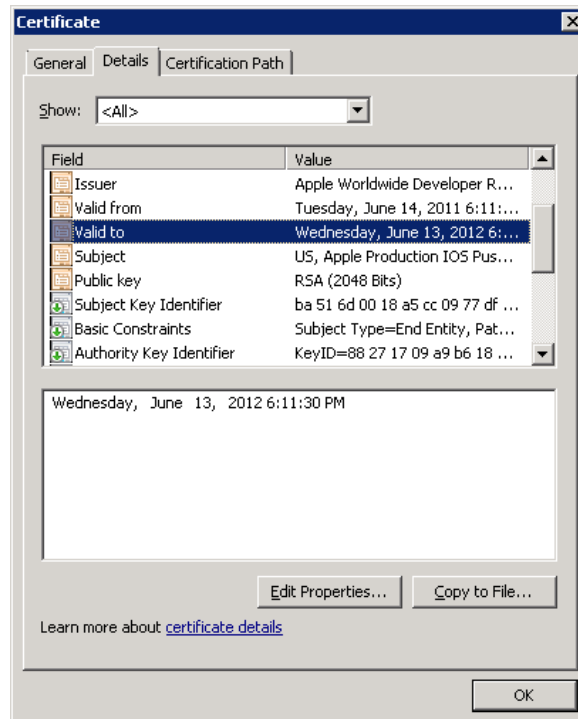 Certificate
General Details Certification Path
Show: <All>
Field Value
Issuer Apple Worldwide Developer R...
Valid from Tuesday, June 14, 2011 6:11:...
Valid to Wednesday, June 13, 2012 6:...
Subject US, Apple Production IOS Pus...
Public key RSA (2048 Bits)
Subject Key Identifier ba 51 6d 00 18 a5 cc 09 77 df ...
Basic Constraints Subject Type=End Entity, Pat...
Authority Key Identifier KeyID=88 27 17 09 a9 b6 18 ...
Wednesday, June 13, 2012 6:11:30 PM
Edit Properties... Copy to File...
Learn more about certificate details
OK